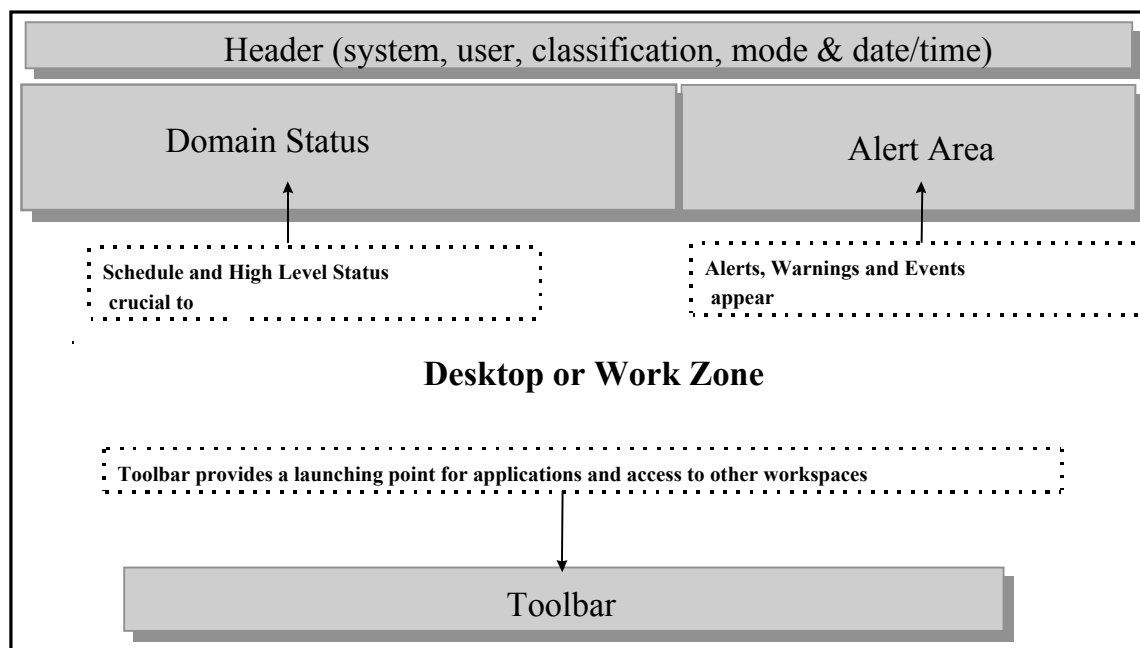 Header (system, user, classification, mode & date/time)
Domain Status
Alert Area
Schedule and High Level Status
crucial to
Alerts, Warnings and Events
appear
Desktop or Work Zone
Toolbar provides a launching point for applications and access to other workspaces
Toolbar